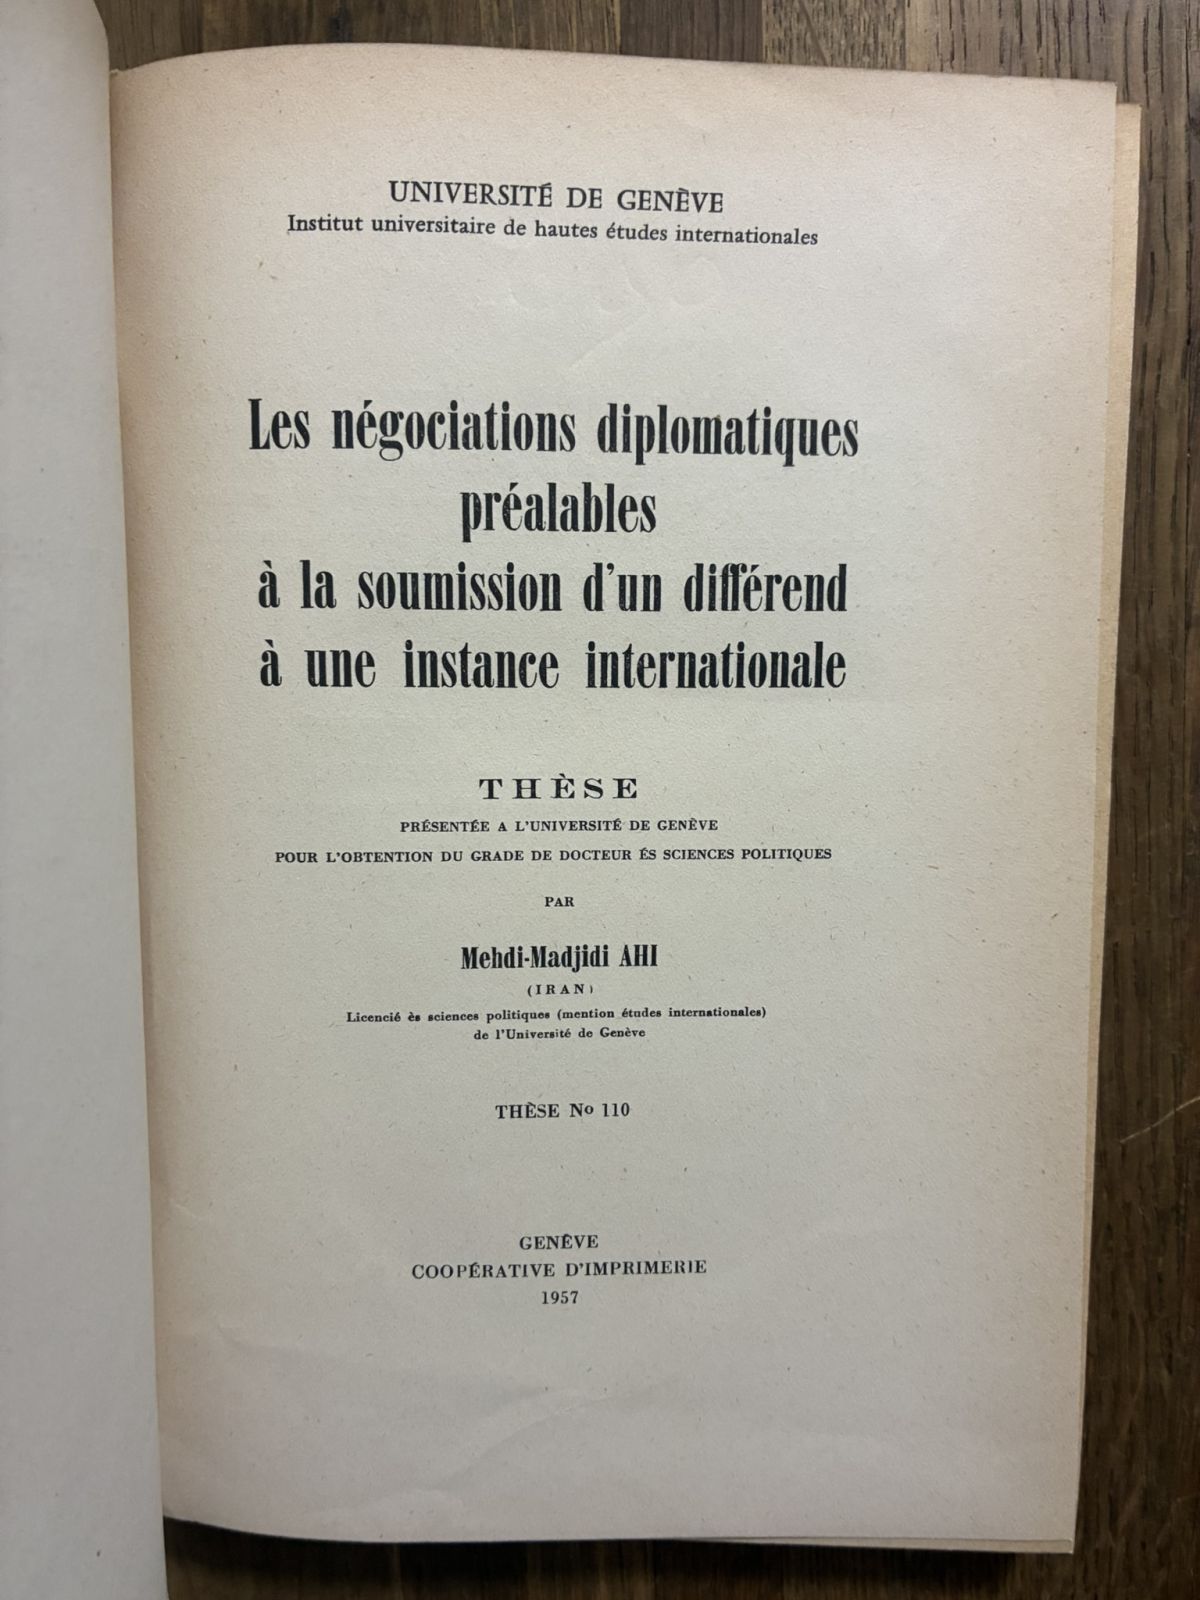 UNIVERSITÉ DE GENÈVE
Institut universitaire de hautes études internationales
Les négociations diplomatiques
préalables
à la soumission d'un différend
à une instance internationale
THÈSE
PRÉSENTÉE A L'UNIVERSITÉ DE GENÈVE
POUR L'OBTENTION DU GRADE DE DOCTEUR ÉS SCIENCES POLITIQUES
PAR
Mehdi-Madjidi AHI
(IRAN)
Licencié ès sciences politiques (mention études internationales)
de l'Université de Genève
THÈSE No 110
GENÊVE
COOPÉRATIVE D'IMPRIMERIE
1957